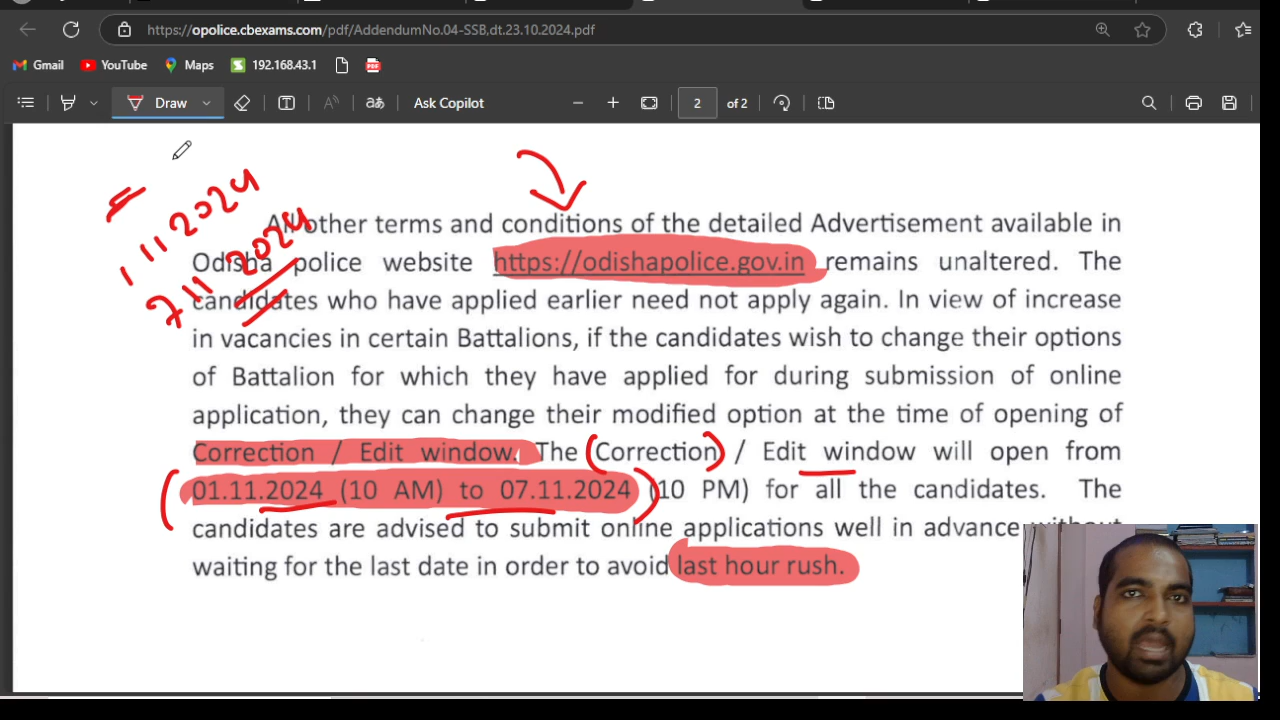 https://opolice.cbexams.com/pdf/AddendumNo.04-SSB,dt.23.10.2024.pdf
Gmail YouTube Maps 192.168.43.1
Draw Ask Copilot 2 of 2
1 11 2024
7 11 2024
All other terms and conditions of the detailed Advertisement available in
Odisha police website https://odishapolice.gov.in remains unaltered. The
candidates who have applied earlier need not apply again. In view of increase
in vacancies in certain Battalions, if the candidates wish to change their options
of Battalion for which they have applied for during submission of online
application, they can change their modified option at the time of opening of
Correction / Edit window. The (Correction) / Edit window will open from
(01.11.2024 (10 AM) to 07.11.2024) (10 PM) for all the candidates. The
candidates are advised to submit online applications well in advance without
waiting for the last date in order to avoid last hour rush.